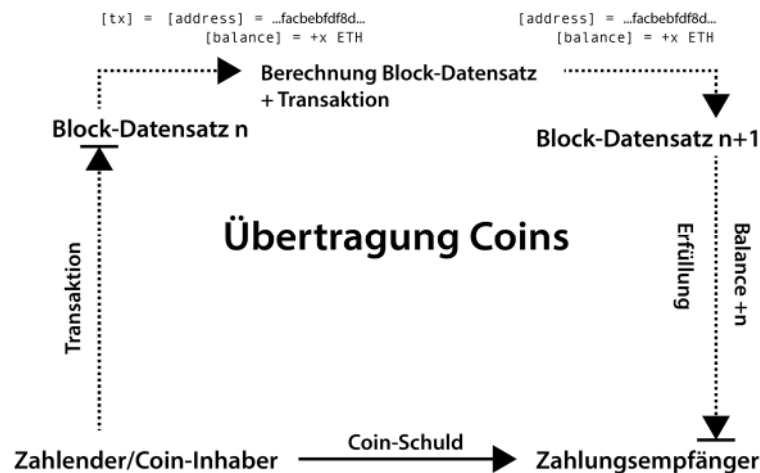 [tx] = [address] = ...facbebfdf8d...
[balance] = +x ETH
[address] = ...facbebfdf8d...
[balance] = +x ETH
Berechnung Block-Datensatz
+ Transaktion
Block-Datensatz n
Block-Datensatz n+1
Übertragung Coins
Transaktion
Erfüllung
Balance +n
Zahlender/Coin-Inhaber
Coin-Schuld
Zahlungsempfänger